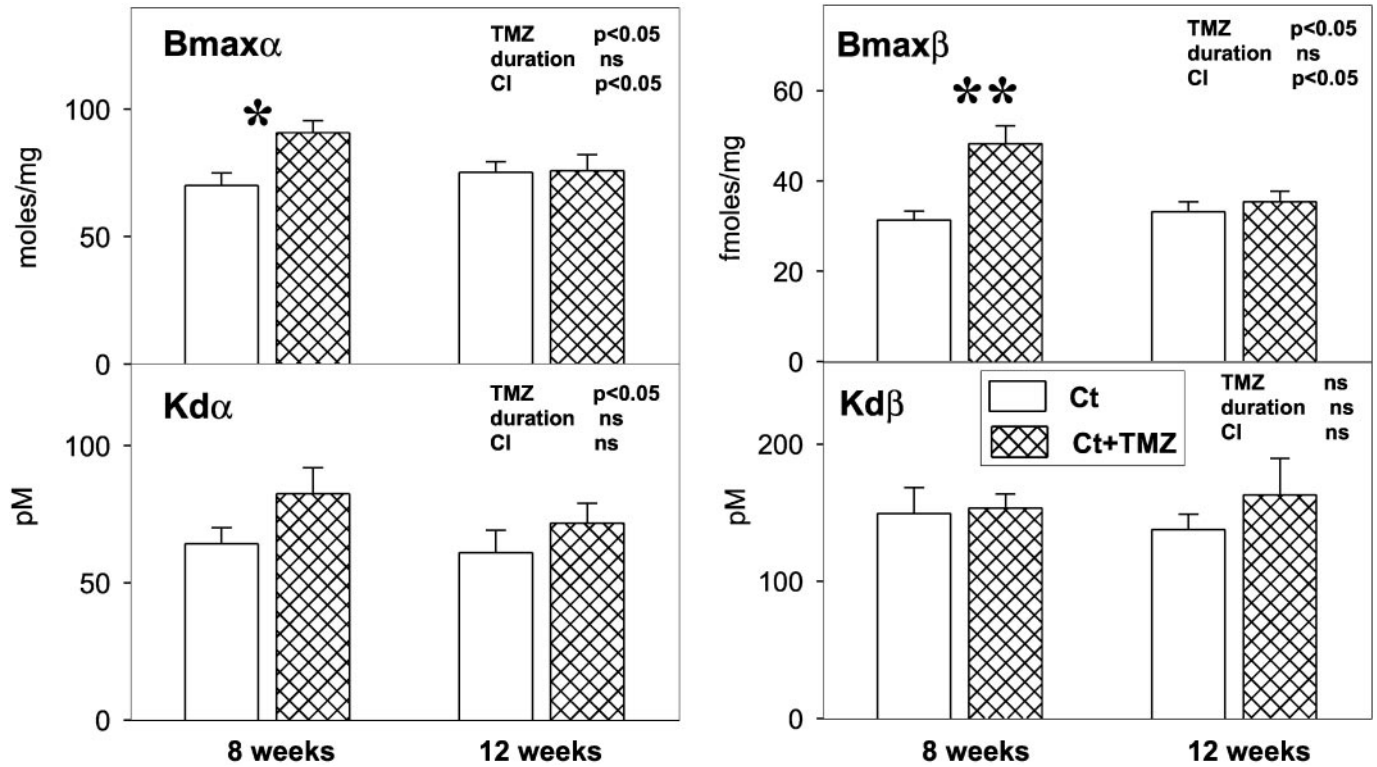 Bmaxα
TMZ p<0.05
duration ns
CI p<0.05
100
50
0
moles/mg
*
Bmaxβ
TMZ p<0.05
duration ns
CI p<0.05
60
40
20
0
fmoles/mg
**
Kdα
TMZ p<0.05
duration ns
CI ns
100
50
0
pM
8 weeks
12 weeks
Kdβ
Ct
Ct+TMZ
TMZ ns
duration ns
CI ns
200
100
0
pM
8 weeks
12 weeks